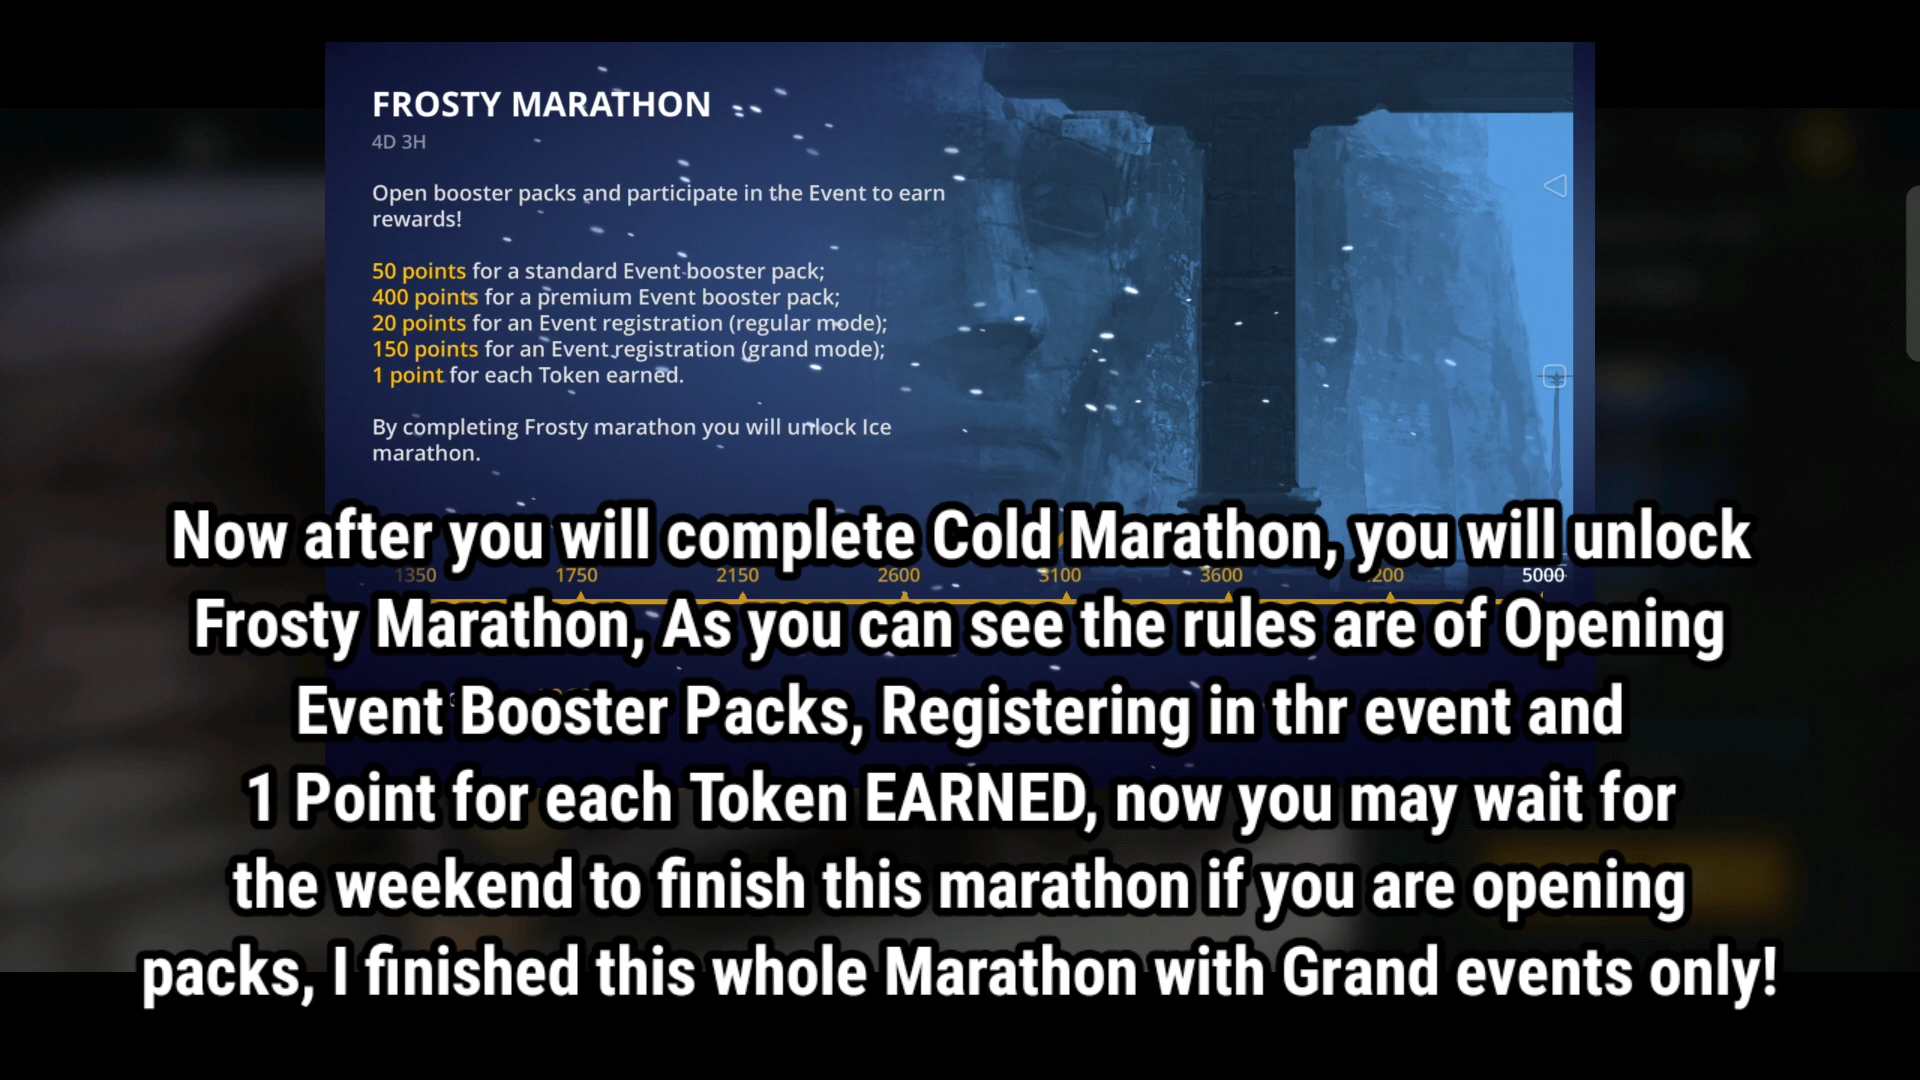 FROSTY MARATHON
4D 3H
Open booster packs and participate in the Event to earn
rewards!
50 points for a standard Event booster pack;
400 points for a premium Event booster pack;
20 points for an Event registration (regular mode);
150 points for an Event registration (grand mode);
1 point for each Token earned.
By completing Frosty marathon you will unlock Ice
marathon.
Now after you will complete Cold Marathon, you will unlock
1350 1750 2150 2600 3100 3600 5000
Frosty Marathon, As you can see the rules are of Opening
Event Booster Packs, Registering in thr event and
1 Point for each Token EARNED, now you may wait for
the weekend to finish this marathon if you are opening
packs, I finished this whole Marathon with Grand events only!